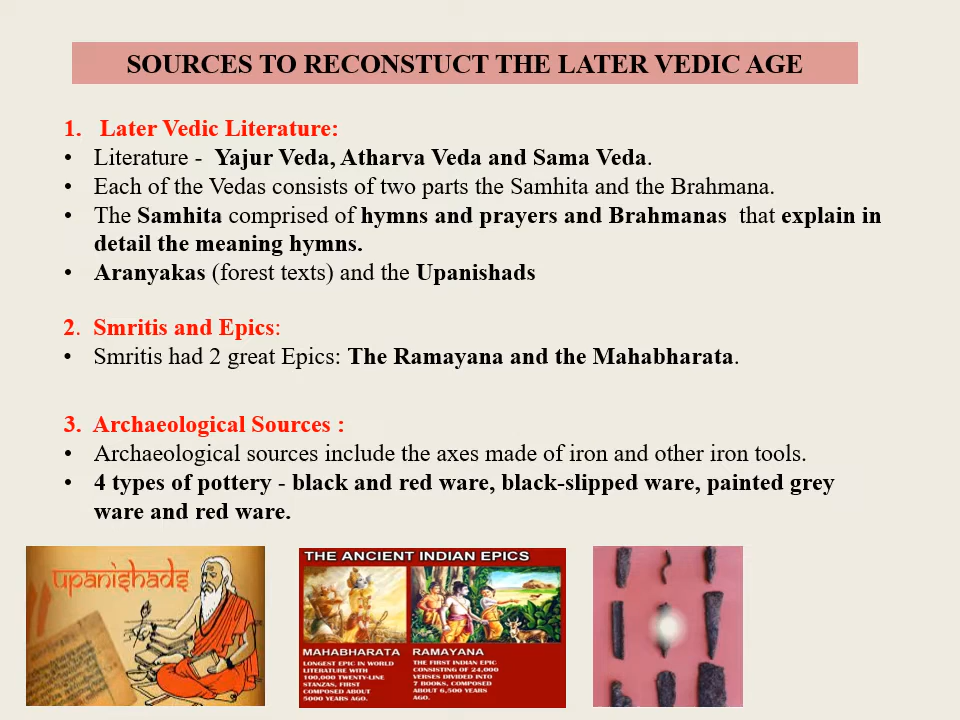 SOURCES TO RECONSTUCT THE LATER VEDIC AGE
1. Later Vedic Literature:
• Literature - Yajur Veda, Atharva Veda and Sama Veda.
• Each of the Vedas consists of two parts the Samhita and the Brahmana.
• The Samhita comprised of hymns and prayers and Brahmanas that explain in
detail the meaning hymns.
• Aranyakas (forest texts) and the Upanishads
2. Smritis and Epics:
• Smritis had 2 great Epics: The Ramayana and the Mahabharata.
3. Archaeological Sources :
• Archaeological sources include the axes made of iron and other iron tools.
• 4 types of pottery - black and red ware, black-slipped ware, painted grey
ware and red ware.
upanishads
THE ANCIENT INDIAN EPICS
MAHABHARATA
LONGEST EPIC IN WORLD
LITERATURE WITH
100,000 TWENTY-LINE
STANZAS, FIRST
COMPOSED ABOUT
5000 YEARS AGO.
RAMAYANA
THE FIRST INDIAN EPIC
CONSISTING OF 24,000
VERSES DIVIDED INTO
7 BOOKS, COMPOSED
ABOUT 6,500 YEARS
AGO.